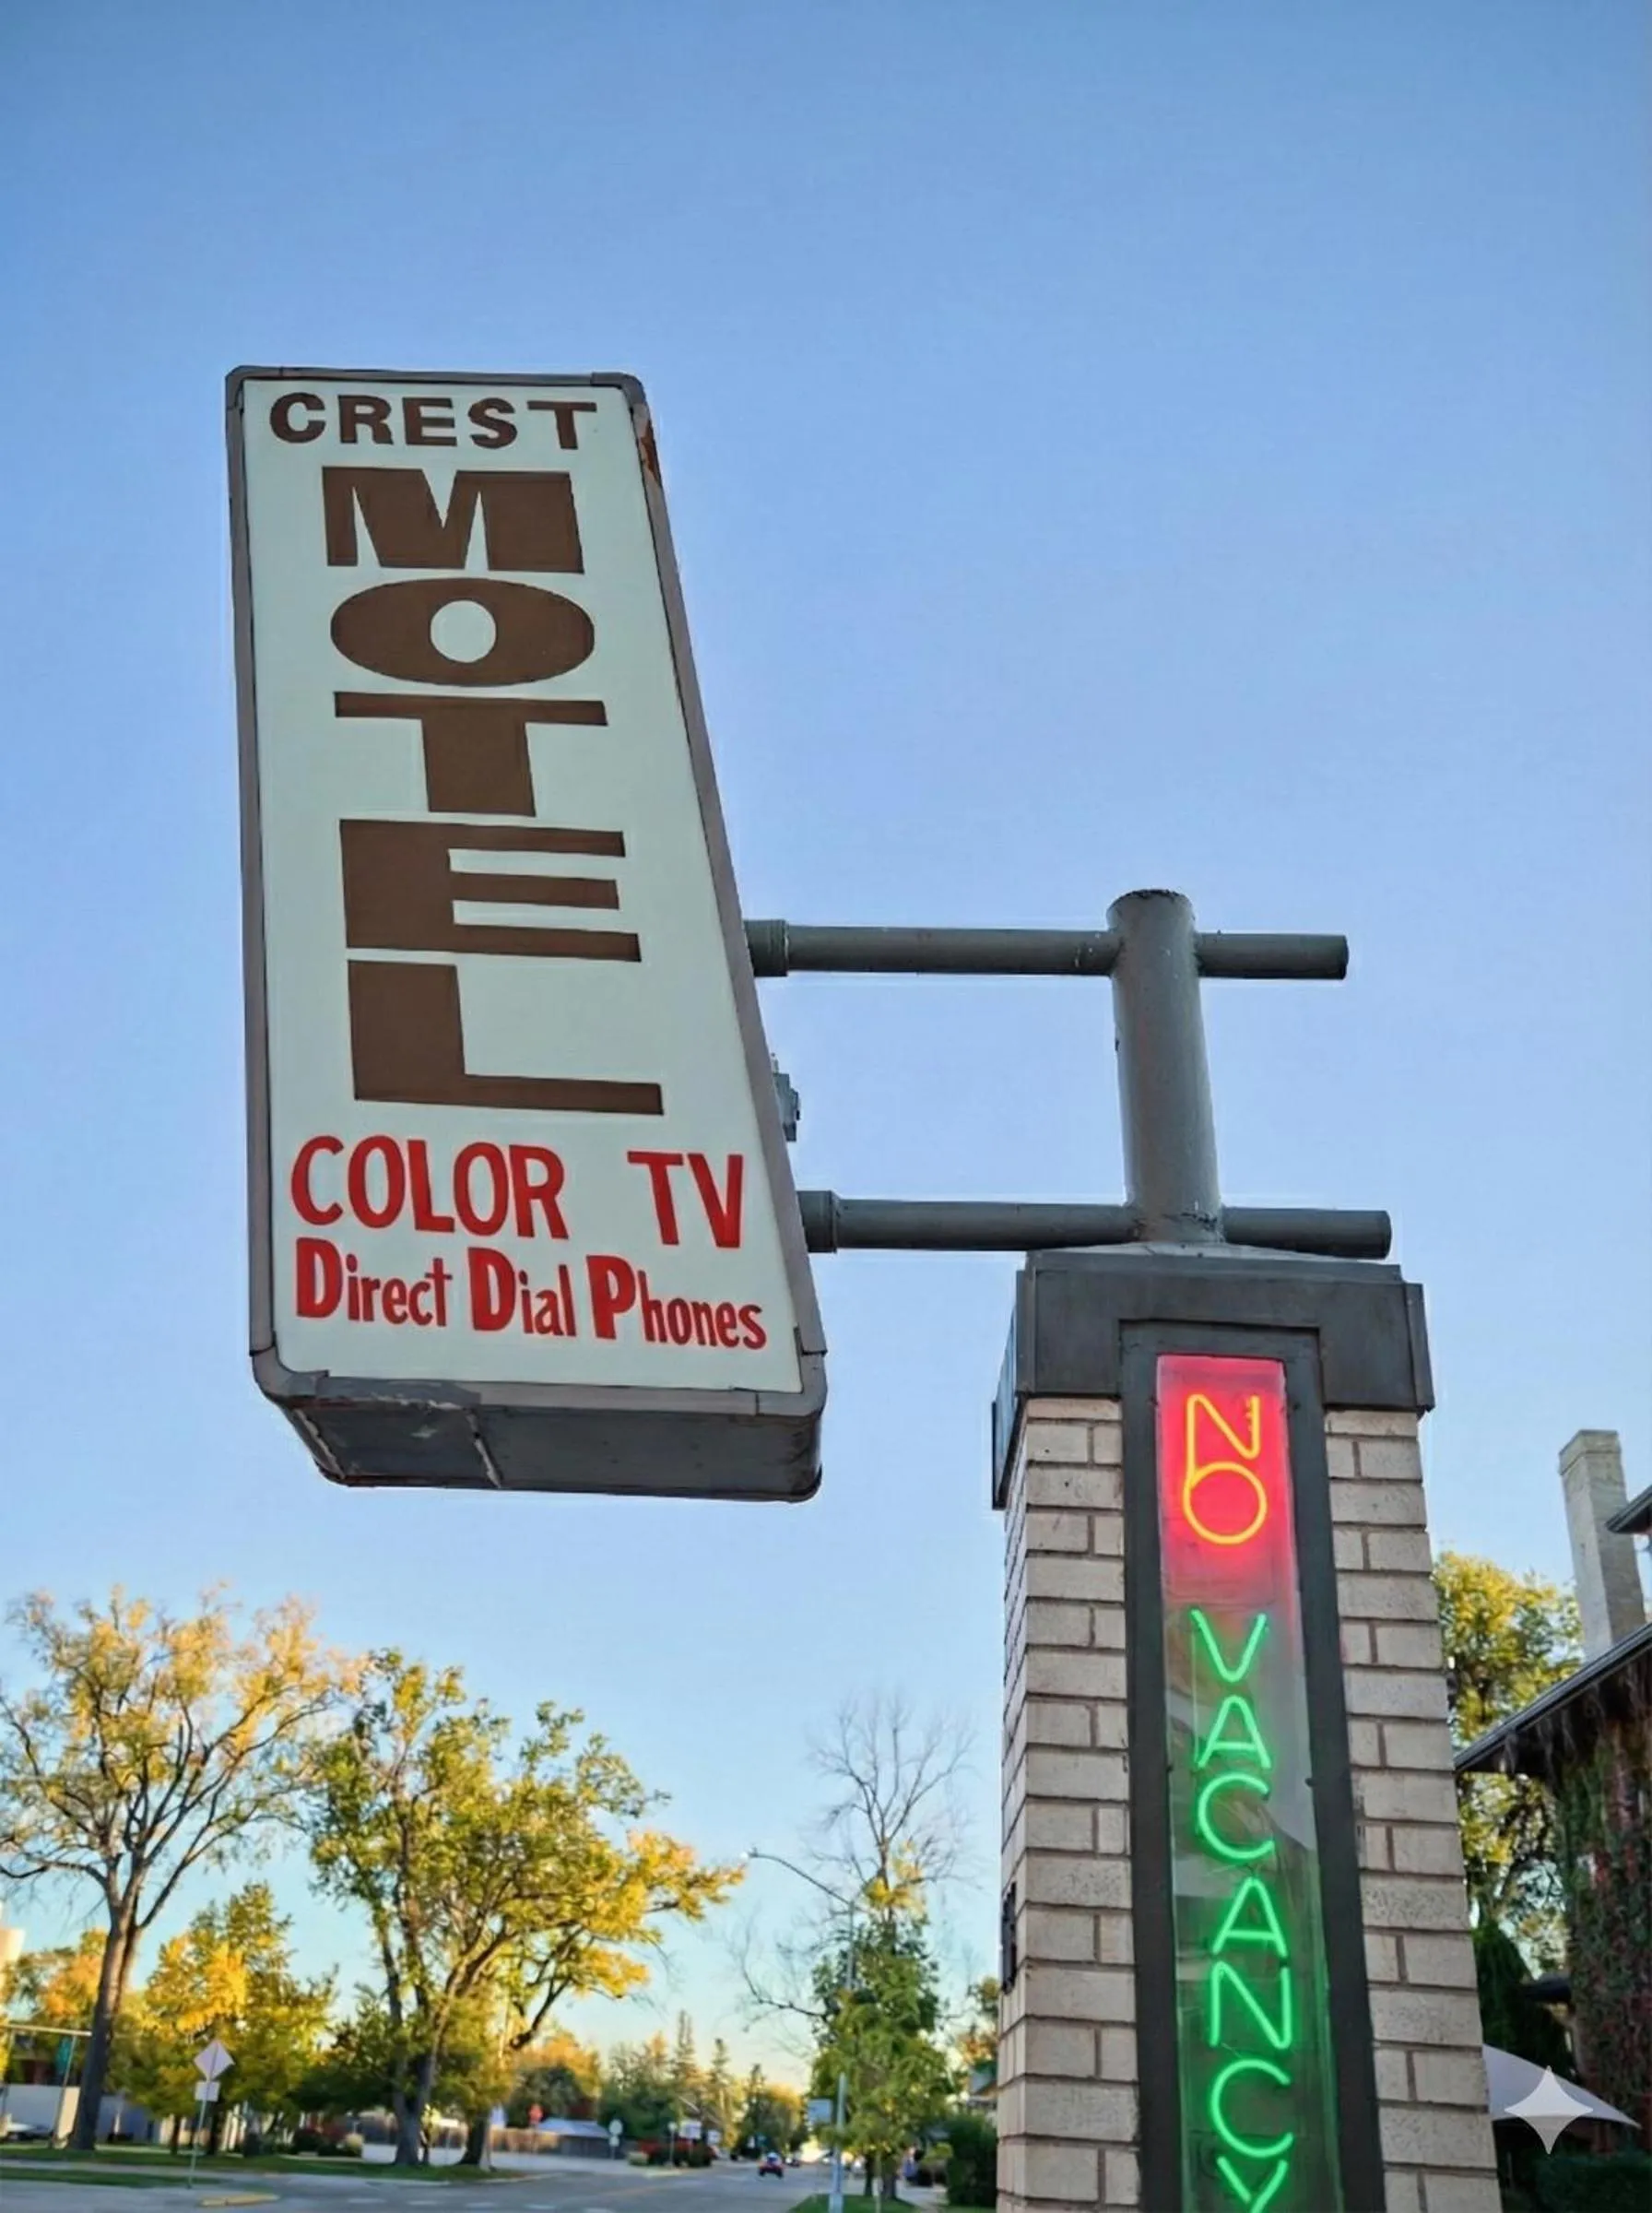 CREST
MOTEL
COLOR TV
Direct Dial Phones
NO
VACANCY